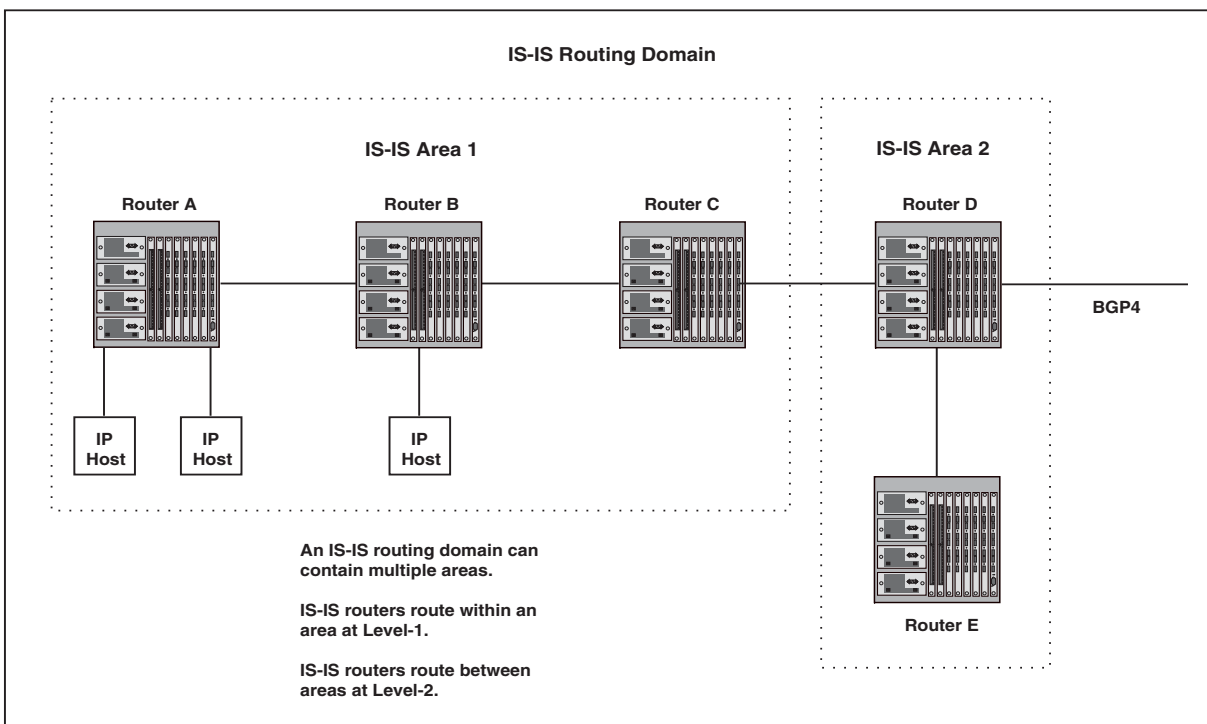 IS-IS Routing Domain
IS-IS Area 1
IS-IS Area 2
Router A
Router B
Router C
Router D
BGP4
IP
Host
IP
Host
IP
Host
An IS-IS routing domain can
contain multiple areas.
IS-IS routers route within an
area at Level-1.
IS-IS routers route between
areas at Level-2.
Router E